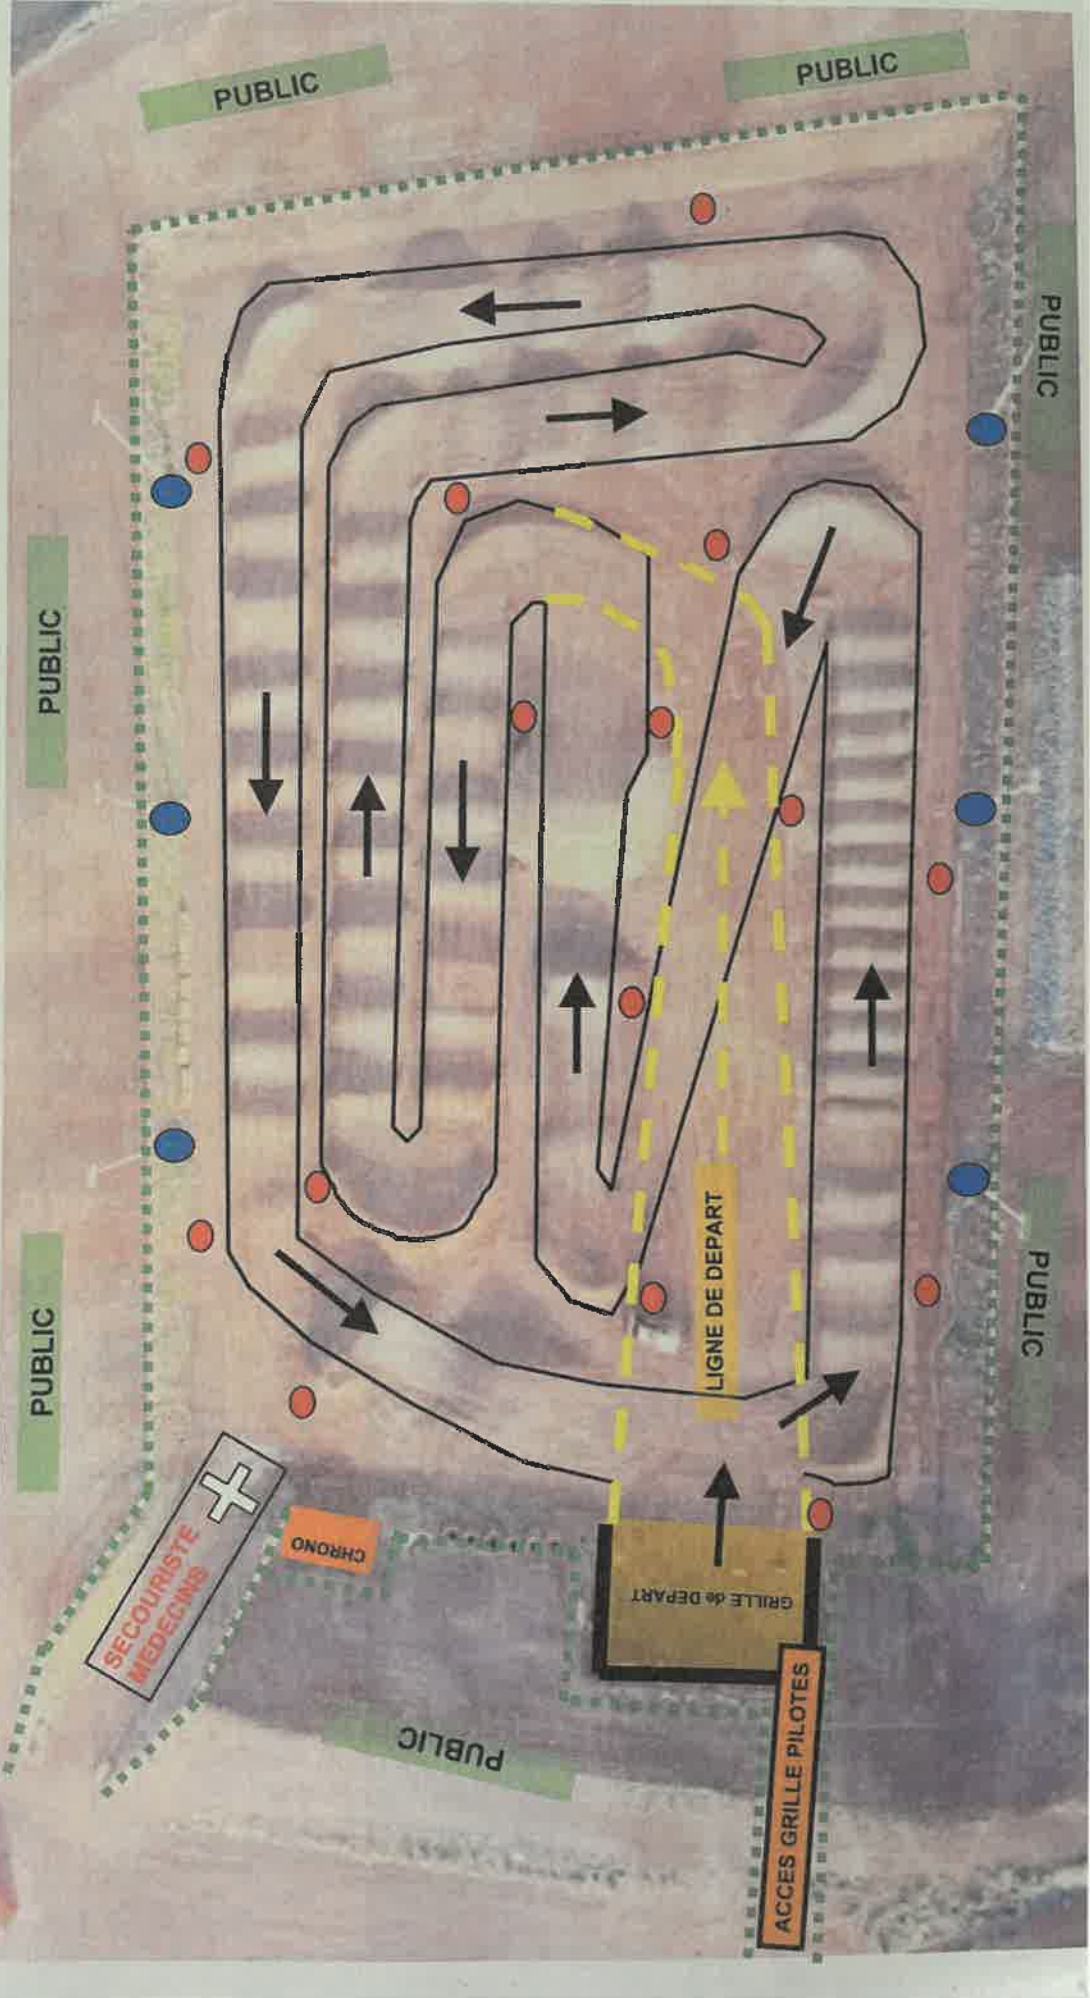 PUBLIC
PUBLIC
PUBLIC
PUBLIC
PUBLIC
PUBLIC
LIGNE DE DEPART
SECOURISTE
MEDECINS
CHRONO
GRILLE de DEPART
PUBLIC
ACCES GRILLE PILOTES